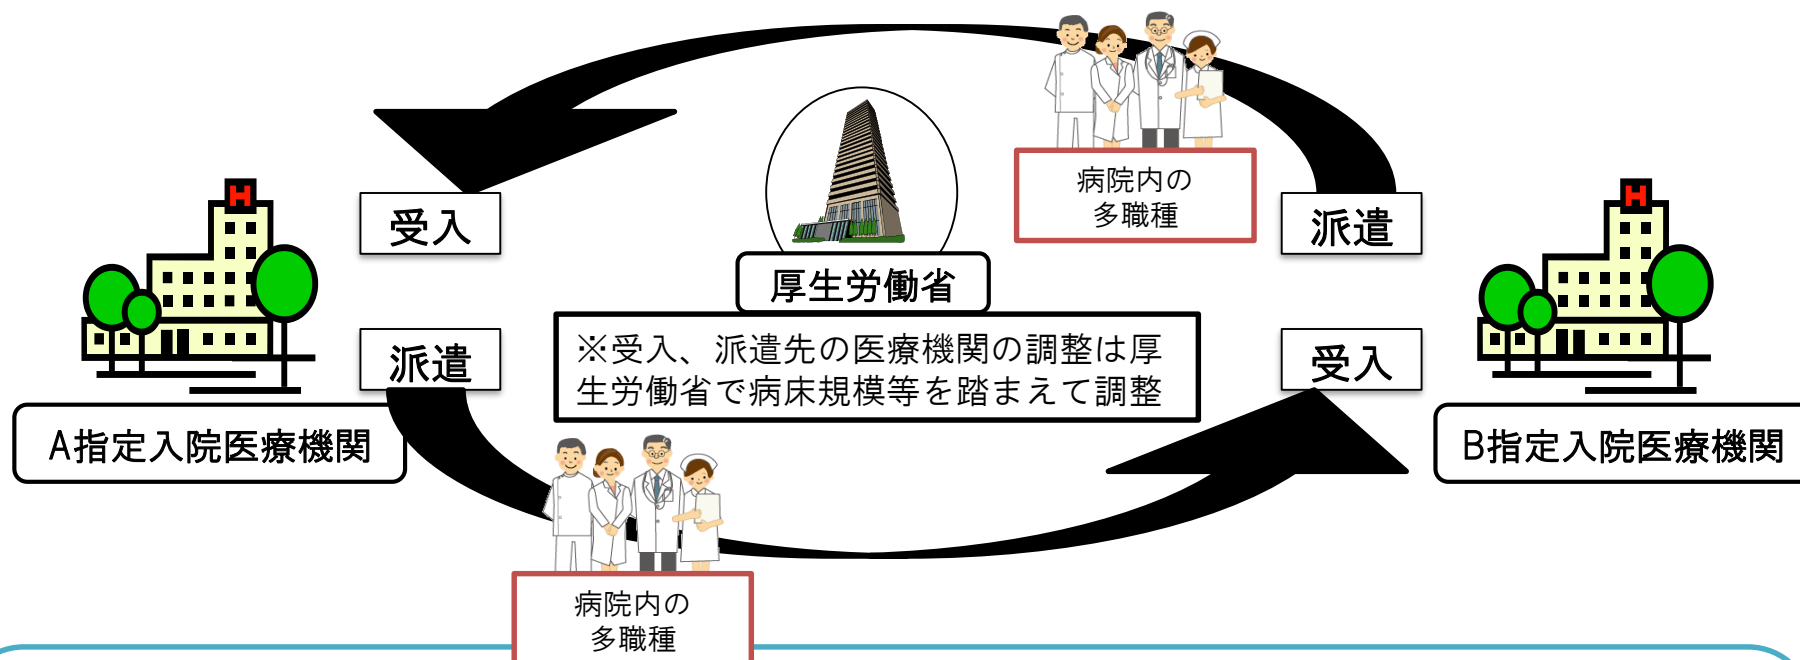 病院内の
多職種
受入
派遣
厚生労働省
※受入、派遣先の医療機関の調整は厚
生労働省で病床規模等を踏まえて調整
派遣
受入
A指定入院医療機関
B指定入院医療機関
病院内の
多職種
H
H